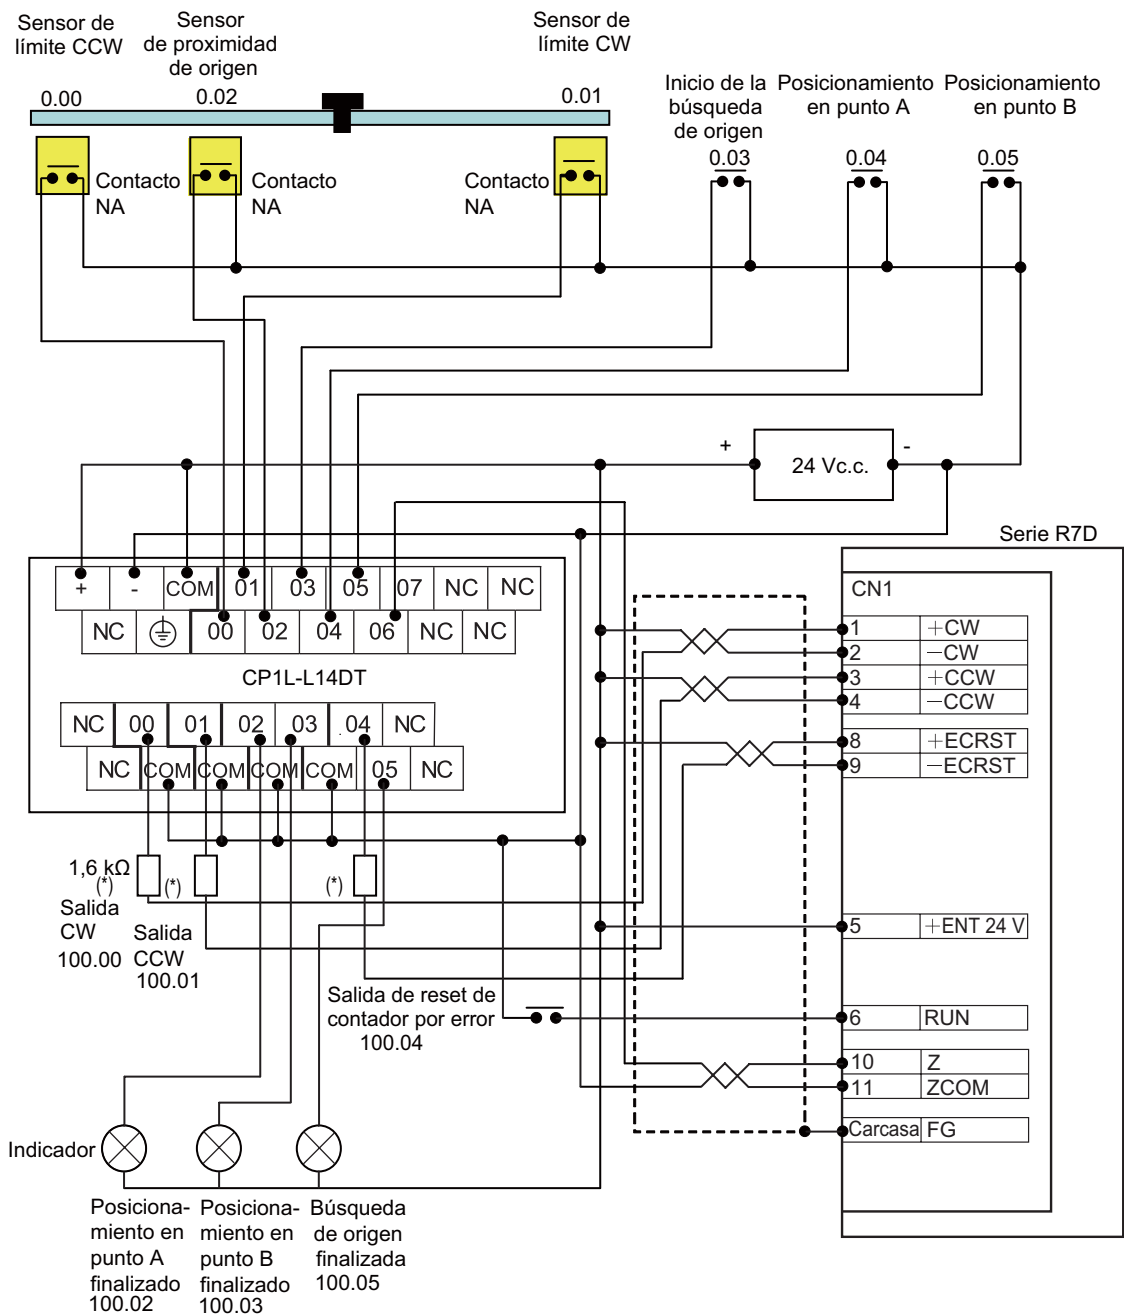 Sensor de
límite CCW
Sensor
de proximidad
de origen
Sensor de
límite CW
0.00
0.02
0.01
Inicio de la
búsqueda
de origen
Posicionamiento
en punto A
Posicionamiento
en punto B
0.03
0.04
0.05
Contacto
NA
Contacto
NA
Contacto
NA
+
24 Vc.c.
-
Serie R7D
+ - COM 01 03 05 07 NC NC
NC 00 02 04 06 NC NC
CP1L-L14DT
NC 00 01 02 03 04 NC
NC COM COM COM COM 05 NC
CN1
1 +CW
2 −CW
3 +CCW
4 −CCW
8 +ECRST
9 −ECRST
5 +ENT 24 V
6 RUN
10 Z
11 ZCOM
Carcasa FG
1,6 kΩ
(*)
(*)
(*)
Salida
CW
100.00
Salida
CCW
100.01
Salida de reset de
contador por error
100.04
Indicador
Posiciona-
miento en
punto A
finalizado
100.02
Posiciona-
miento en
punto B
finalizado
100.03
Búsqueda
de origen
finalizada
100.05